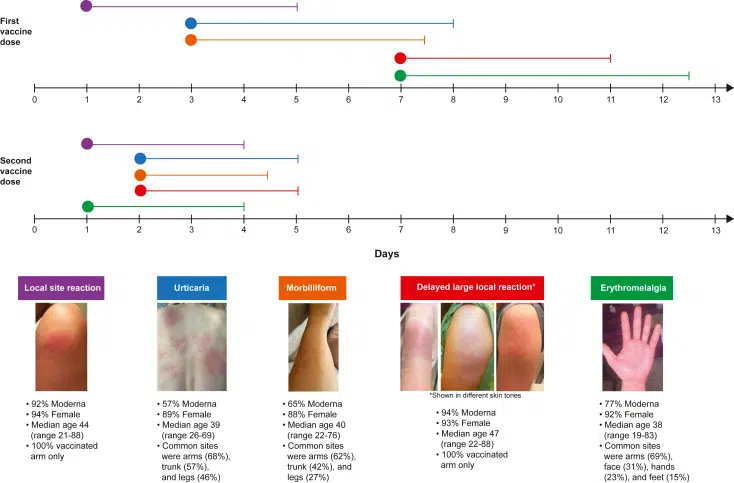 First
vaccine
dose
0 1 2 3 4 5 6 7 8 9 10 11 12 13
Second
vaccine
dose
0 1 2 3 4 5 6 7 8 9 10 11 12 13
Days
Local site reaction
• 92% Moderna
• 94% Female
• Median age 44
(range 21-88)
• 100% vaccinated
arm only
Urticaria
• 57% Moderna
• 89% Female
• Median age 39
(range 26-69)
• Common sites
were arms (68%),
trunk (57%),
and legs (46%)
Morbilliform
• 65% Moderna
• 88% Female
• Median age 40
(range 22-76)
• Common sites
were arms (62%),
trunk (42%), and
legs (27%)
Delayed large local reaction*
*Shown in different skin tones
• 94% Moderna
• 93% Female
• Median age 47
(range 22-88)
• 100% vaccinated
arm only
Erythromelalgia
• 77% Moderna
• 92% Female
• Median age 38
(range 19-83)
• Common sites
were arms (69%),
face (31%), hands
(23%), and feet (15%)